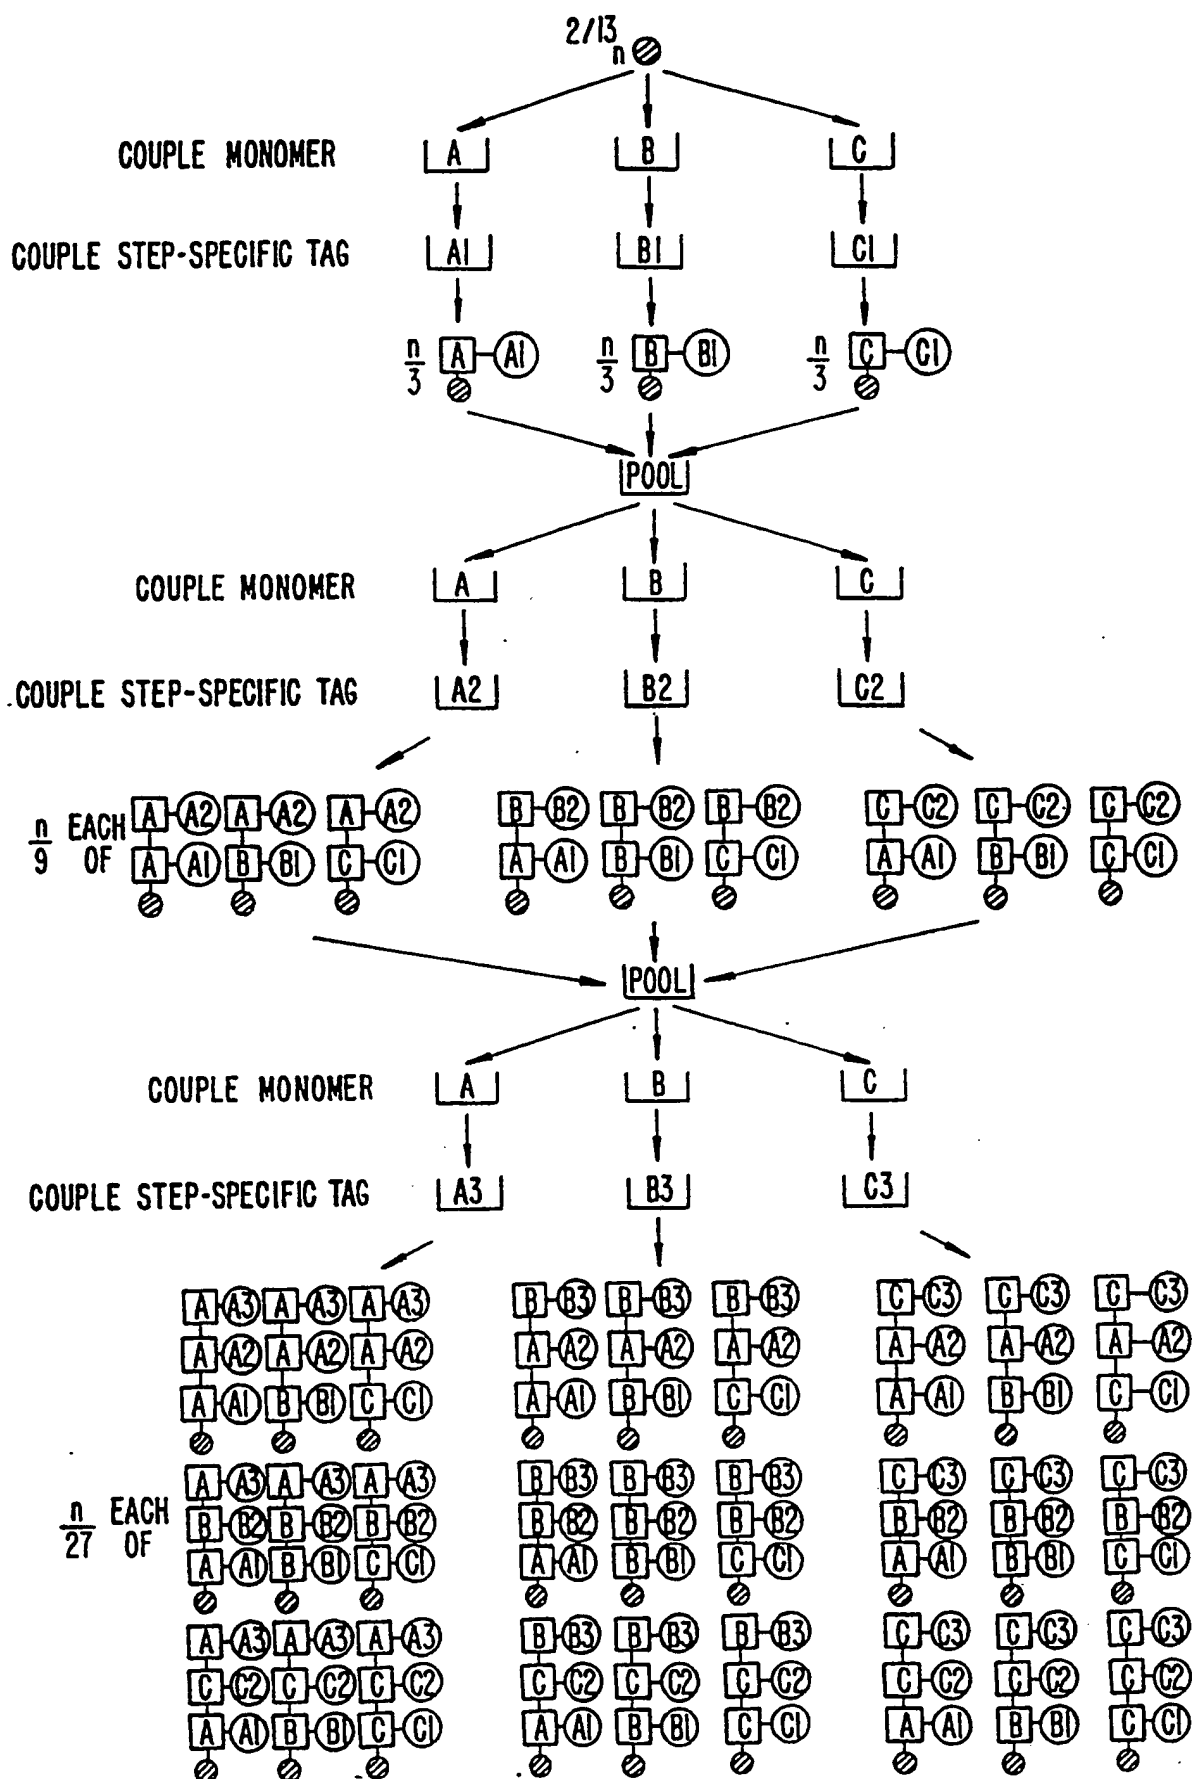 2/13
n
COUPLE MONOMER A B C
COUPLE STEP-SPECIFIC TAG A1 B1 C1
n/3 A A1 n/3 B B1 n/3 C C1
POOL
COUPLE MONOMER A B C
COUPLE STEP-SPECIFIC TAG A2 B2 C2
n/9 EACH OF
A A2 A A2 A A2 B B2 B B2 B B2 C C2 C C2 C C2
A A1 B B1 C C1 A A1 B B1 C C1 A A1 B B1 C C1
POOL
COUPLE MONOMER A B C
COUPLE STEP-SPECIFIC TAG A3 B3 C3
A A3 A A3 A A3 B B3 B B3 B B3 C C3 C C3 C C3
A A2 A A2 A A2 A A2 A A2 A A2 A A2 A A2 A A2
A A1 B B1 C C1 A A1 B B1 C C1 A A1 B B1 C C1
n/27 EACH OF
A A3 A A3 A A3 B B3 B B3 B B3 C C3 C C3 C C3
B B2 B B2 B B2 B B2 B B2 B B2 B B2 B B2 B B2
A A1 B B1 C C1 A A1 B B1 C C1 A A1 B B1 C C1
A A3 A A3 A A3 B B3 B B3 B B3 C C3 C C3 C C3
C C2 C C2 C C2 C C2 C C2 C C2 C C2 C C2 C C2
A A1 B B1 C C1 A A1 B B1 C C1 A A1 B B1 C C1